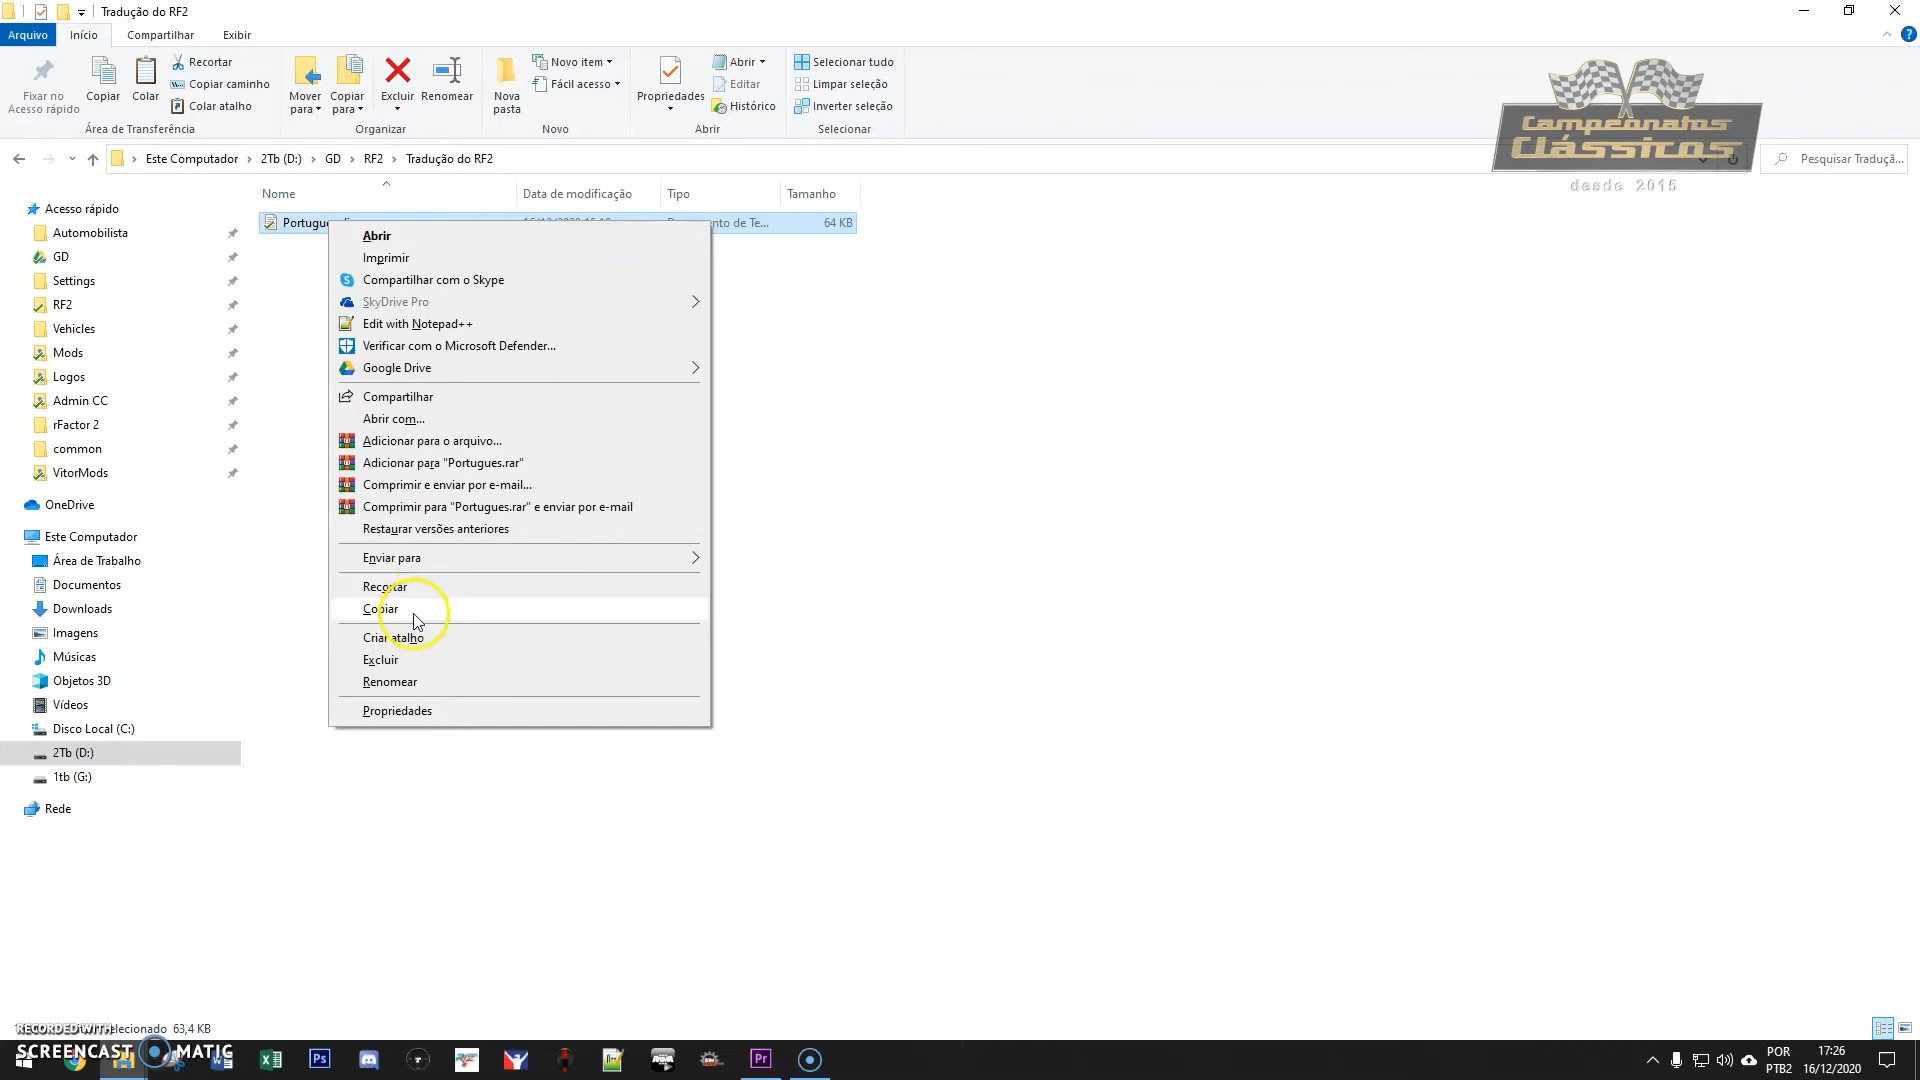 Tradução do RF2
Arquivo Início Compartilhar Exibir
Fixar no Acesso rápido
Copiar
Colar
Recortar
Copiar caminho
Colar atalho
Área de Transferência
Mover para
Copiar para
Excluir
Renomear
Organizar
Nova pasta
Novo item
Fácil acesso
Novo
Propriedades
Abrir
Editar
Histórico
Abrir
Selecionar tudo
Limpar seleção
Inverter seleção
Selecionar
Campeonatos
Clássicos
desde 2015
Este Computador > 2Tb (D:) > GD > RF2 > Tradução do RF2
Pesquisar Traduçã...
Nome Data de modificação Tipo Tamanho
64 KB
Acesso rápido
Automobilista
GD
Settings
RF2
Vehicles
Mods
Logos
Admin CC
rFactor 2
common
VitorMods
OneDrive
Este Computador
Área de Trabalho
Documentos
Downloads
Imagens
Músicas
Objetos 3D
Vídeos
Disco Local (C:)
2Tb (D:)
1tb (G:)
Rede
Abrir
Imprimir
Compartilhar com o Skype
SkyDrive Pro
Edit with Notepad++
Verificar com o Microsoft Defender...
Google Drive
Compartilhar
Abrir com...
Adicionar para o arquivo...
Adicionar para "Portugues.rar"
Comprimir e enviar por e-mail...
Comprimir para "Portugues.rar" e enviar por e-mail
Restaurar versões anteriores
Enviar para
Recortar
Copiar
Criar atalho
Excluir
Renomear
Propriedades
63,4 KB
RECORDED WITH
SCREENCAST MATIC
Ps
Pr
POR
PTB2
17:26
16/12/2020